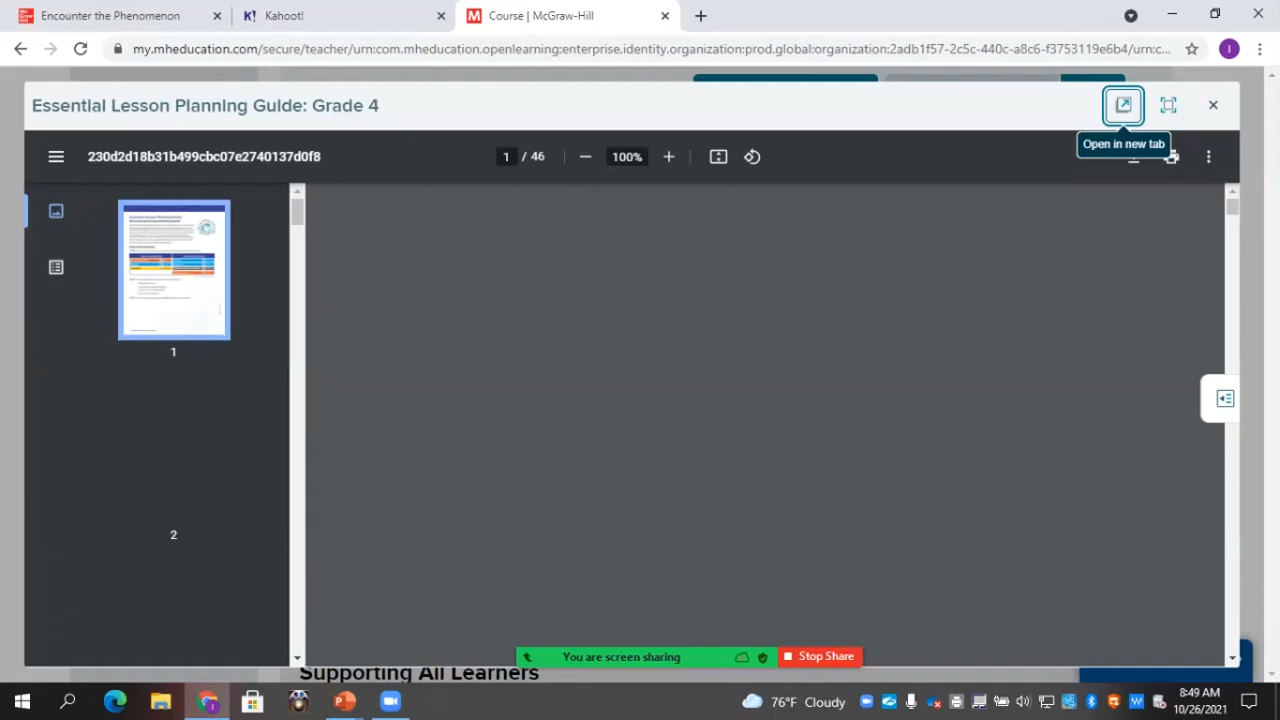 Encounter the Phenomenon
Kahoot!
Course | McGraw-Hill
my.mheducation.com/secure/teacher/urn:com.mheducation.openlearning:enterprise.identity.organization:prod.global:organization:2adb1f57-2c5c-440c-a8c6-f3753119e6b4/urn:c...
Essential Lesson Planning Guide: Grade 4
Open in new tab
230d2d18b31b499cbc07e2740137d0f8
1 / 46
100%
1
2
You are screen sharing
Stop Share
Supporting All Learners
76°F Cloudy
8:49 AM
10/26/2021